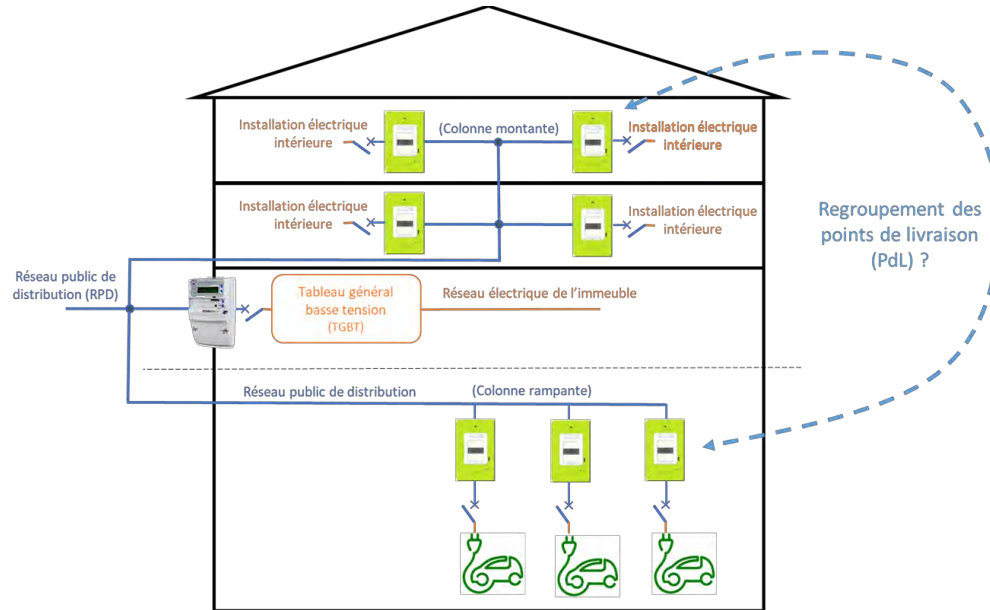 Installation électrique
intérieure
(Colonne montante)
Installation électrique
intérieure
Installation électrique
intérieure
Installation électrique
intérieure
Regroupement des
points de livraison
(PdL) ?
Réseau public de
distribution (RPD)
Tableau général
basse tension
(TGBT)
Réseau électrique de l’immeuble
Réseau public de distribution
(Colonne rampante)